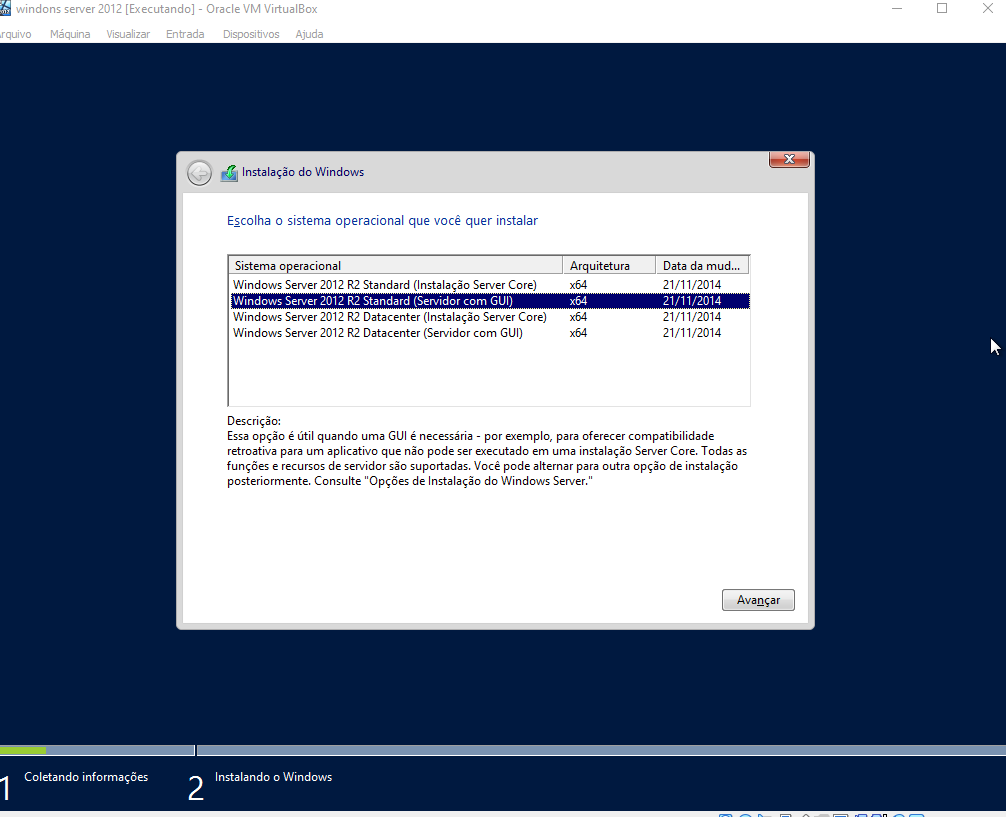 windons server 2012 [Executando] - Oracle VM VirtualBox
rquivo Máquina Visualizar Entrada Dispositivos Ajuda
Instalação do Windows
Escolha o sistema operacional que você quer instalar
Sistema operacional Arquitetura Data da mud...
Windows Server 2012 R2 Standard (Instalação Server Core) x64 21/11/2014
Windows Server 2012 R2 Standard (Servidor com GUI) x64 21/11/2014
Windows Server 2012 R2 Datacenter (Instalação Server Core) x64 21/11/2014
Windows Server 2012 R2 Datacenter (Servidor com GUI) x64 21/11/2014
Descrição:
Essa opção é útil quando uma GUI é necessária - por exemplo, para oferecer compatibilidade
retroativa para um aplicativo que não pode ser executado em uma instalação Server Core. Todas as
funções e recursos de servidor são suportadas. Você pode alternar para outra opção de instalação
posteriormente. Consulte "Opções de Instalação do Windows Server."
Avançar
1 Coletando informações 2 Instalando o Windows